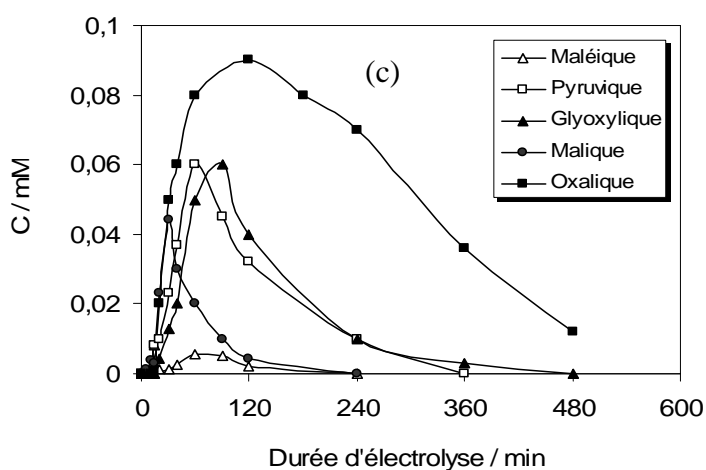 0,1
(c)
Maléique
Pyruvique
Glyoxylique
Malique
Oxalique
0,08
0,06
0,04
0,02
0
C / mM
0 120 240 360 480 600
Durée d'électrolyse / min